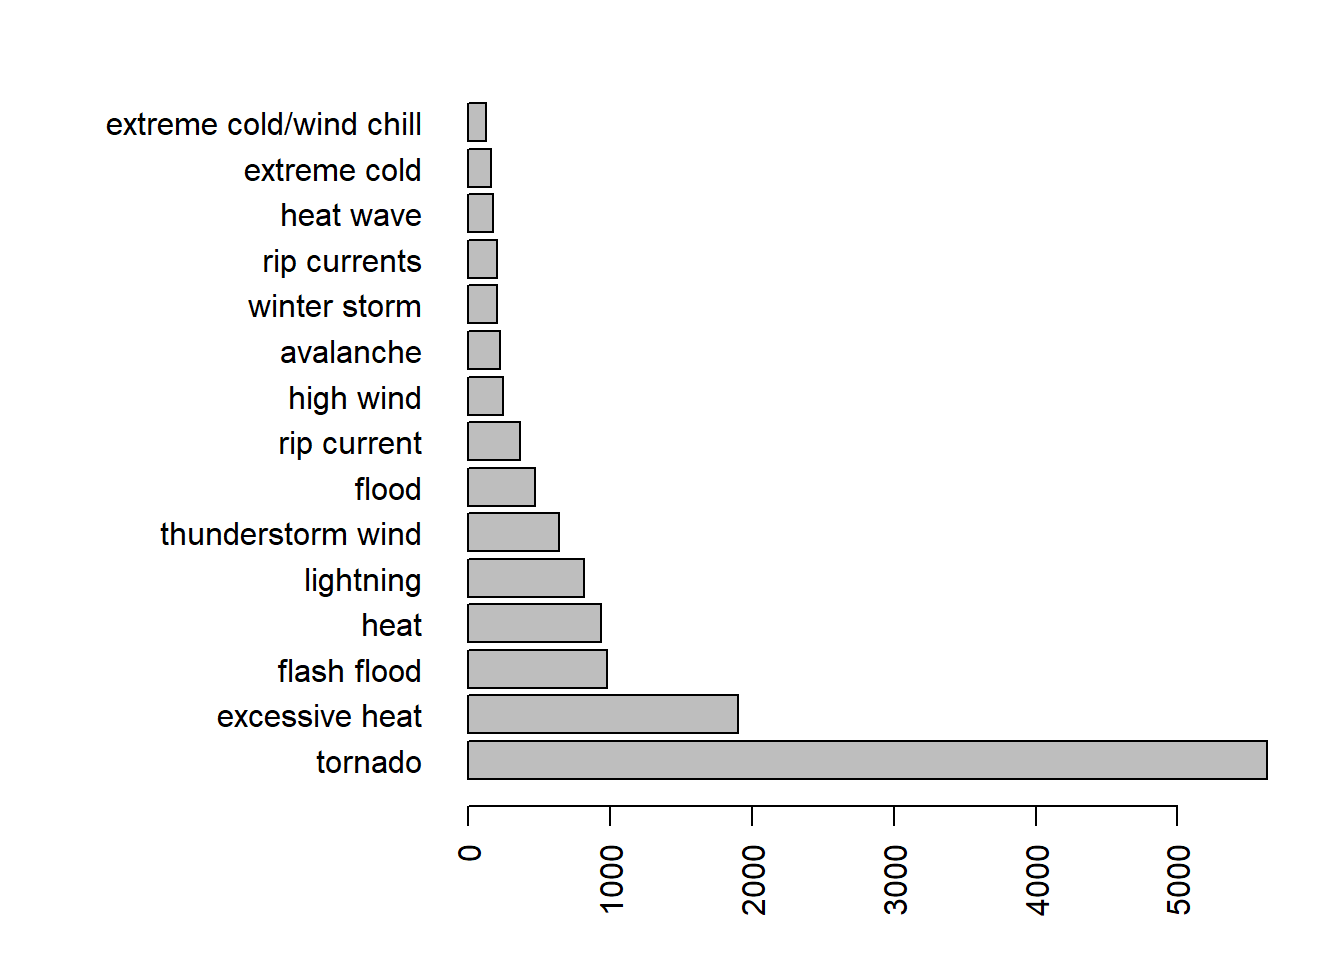 extreme cold/wind chill
extreme cold
heat wave
rip currents
winter storm
avalanche
high wind
rip current
flood
thunderstorm wind
lightning
heat
flash flood
excessive heat
tornado
0
1000
2000
3000
4000
5000